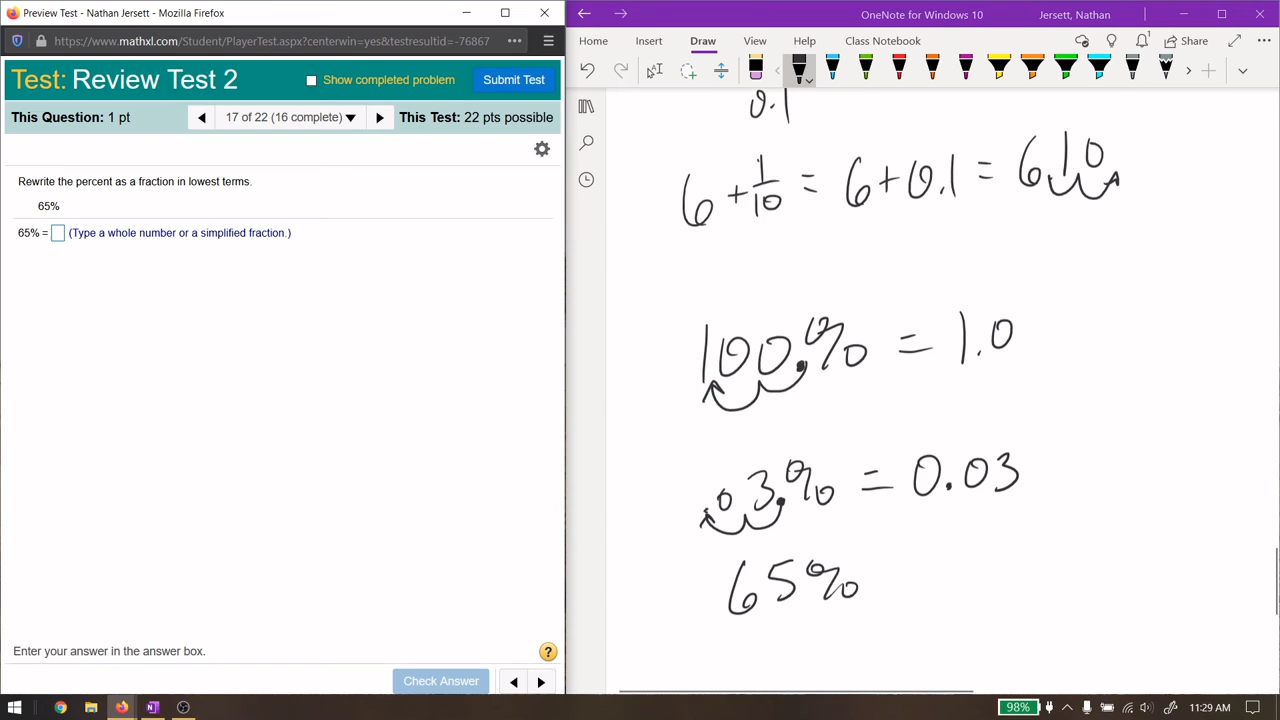 Preview Test - Nathan Jersett - Mozilla Firefox
https://www.mathxl.com/Student/PlayerTest.aspx?centerwin=yes&testresultid=-76867
Test: Review Test 2
Show completed problem
Submit Test
This Question: 1 pt
17 of 22 (16 complete)
This Test: 22 pts possible
Rewrite the percent as a fraction in lowest terms.
65%
65% = (Type a whole number or a simplified fraction.)
Enter your answer in the answer box.
?
Check Answer
OneNote for Windows 10
Jersett, Nathan
Home Insert Draw View Help Class Notebook
Share
0.1
6 + 1/10 = 6 + 0.1 = 610
100.% = 1.0
03.% = 0.03
65%
98%
11:29 AM